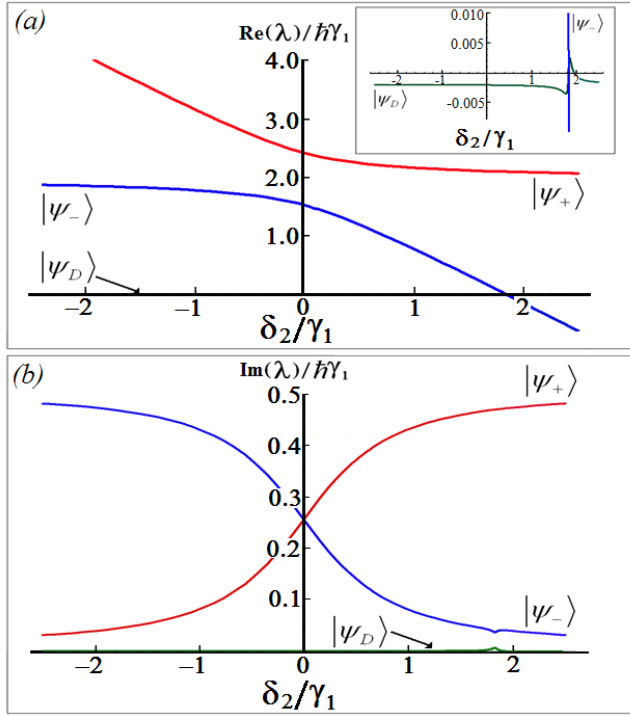 (a)
Re(λ)/ħγ₁
4.0
3.0
2.0
1.0
|ψ₋⟩
|ψ₊⟩
|ψ_D⟩
−2 −1 0 1 2
δ₂/γ₁
0.010
0.005
-0.005
-2 -1 0 1 2
|ψ₋⟩
|ψ_D⟩
δ₂/γ₁
(b)
Im(λ)/ħγ₁
0.5
0.4
0.3
0.2
0.1
|ψ₊⟩
|ψ_D⟩
|ψ₋⟩
−2 −1 0 1 2
δ₂/γ₁